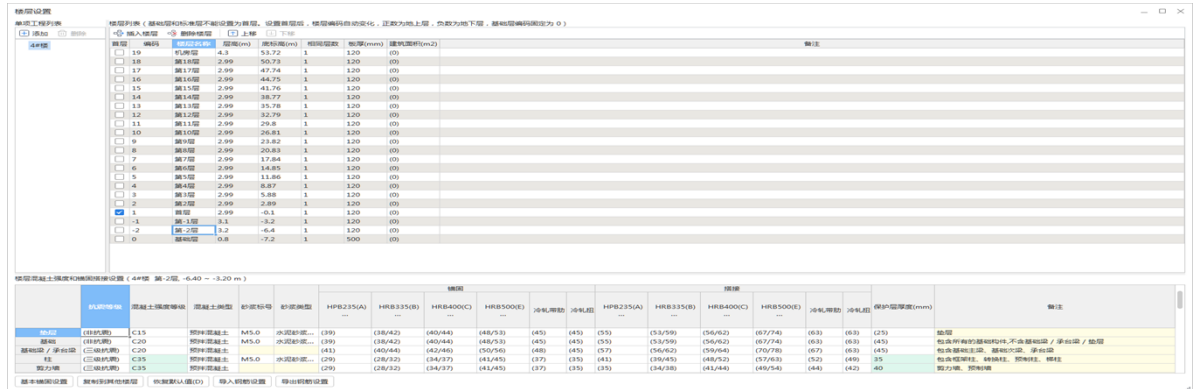 楼层设置
单项工程列表 楼层列表（基础层和标准层不能设置为首层。设置首层后，楼层编码自动变化，正数为地上层，负数为地下层，基础层编码固定为 0）
添加 删除 插入楼层 删除楼层 上移 下移
4#楼
首层 编码 楼层名称 层高(m) 底标高(m) 相同层数 板厚(mm) 建筑面积(m2) 备注
19 机房层 4.3 53.72 1 120 (0)
18 第18层 2.99 50.73 1 120 (0)
17 第17层 2.99 47.74 1 120 (0)
16 第16层 2.99 44.75 1 120 (0)
15 第15层 2.99 41.76 1 120 (0)
14 第14层 2.99 38.77 1 120 (0)
13 第13层 2.99 35.78 1 120 (0)
12 第12层 2.99 32.79 1 120 (0)
11 第11层 2.99 29.8 1 120 (0)
10 第10层 2.99 26.81 1 120 (0)
9 第9层 2.99 23.82 1 120 (0)
8 第8层 2.99 20.83 1 120 (0)
7 第7层 2.99 17.84 1 120 (0)
6 第6层 2.99 14.85 1 120 (0)
5 第5层 2.99 11.86 1 120 (0)
4 第4层 2.99 8.87 1 120 (0)
3 第3层 2.99 5.88 1 120 (0)
2 第2层 2.99 2.89 1 120 (0)
1 首层 2.99 -0.1 1 120 (0)
-1 第-1层 3.1 -3.2 1 120 (0)
-2 第-2层 3.2 -6.4 1 120 (0)
0 基础层 0.8 -7.2 1 500 (0)
楼层混凝土强度和锚固搭接设置（4#楼 第-2层, -6.40 ~ -3.20 m）
锚固 搭接
抗震等级 混凝土强度等级 混凝土类型 砂浆标号 砂浆类型 HPB235(A) ... HRB335(B) ... HRB400(C) ... HRB500(E) ... 冷轧带肋 冷轧扭 HPB235(A) ... HRB335(B) ... HRB400(C) ... HRB500(E) ... 冷轧带肋 冷轧扭 保护层厚度(mm) 备注
垫层 (非抗震) C15 预拌混凝土 M5.0 水泥砂浆... (39) (38/42) (40/44) (48/53) (45) (45) (55) (53/59) (56/62) (67/74) (63) (63) (25) 垫层
基础 (非抗震) C20 预拌混凝土 M5.0 水泥砂浆... (39) (38/42) (40/44) (48/53) (45) (45) (55) (53/59) (56/62) (67/74) (63) (63) (40) 包含所有的基础构件,不含基础梁 / 承台梁 / 垫层
基础梁 / 承台梁 (三级抗震) C20 预拌混凝土 (41) (40/44) (42/46) (50/56) (48) (45) (57) (56/62) (59/64) (70/78) (67) (63) (40) 包含基础主梁、基础次梁、承台梁
柱 (三级抗震) C35 预拌混凝土 M5.0 水泥砂浆... (29) (28/32) (34/37) (41/45) (37) (35) (41) (39/45) (48/52) (57/63) (52) (49) 35 包含框架柱、转换柱、预制柱、梯柱
剪力墙 (三级抗震) C35 预拌混凝土 (29) (28/32) (34/37) (41/45) (37) (35) (35) (34/38) (41/44) (49/54) (44) (42) 40 剪力墙、预制墙
基本锚固设置 复制到其他楼层 恢复默认值(D) 导入钢筋设置 导出钢筋设置